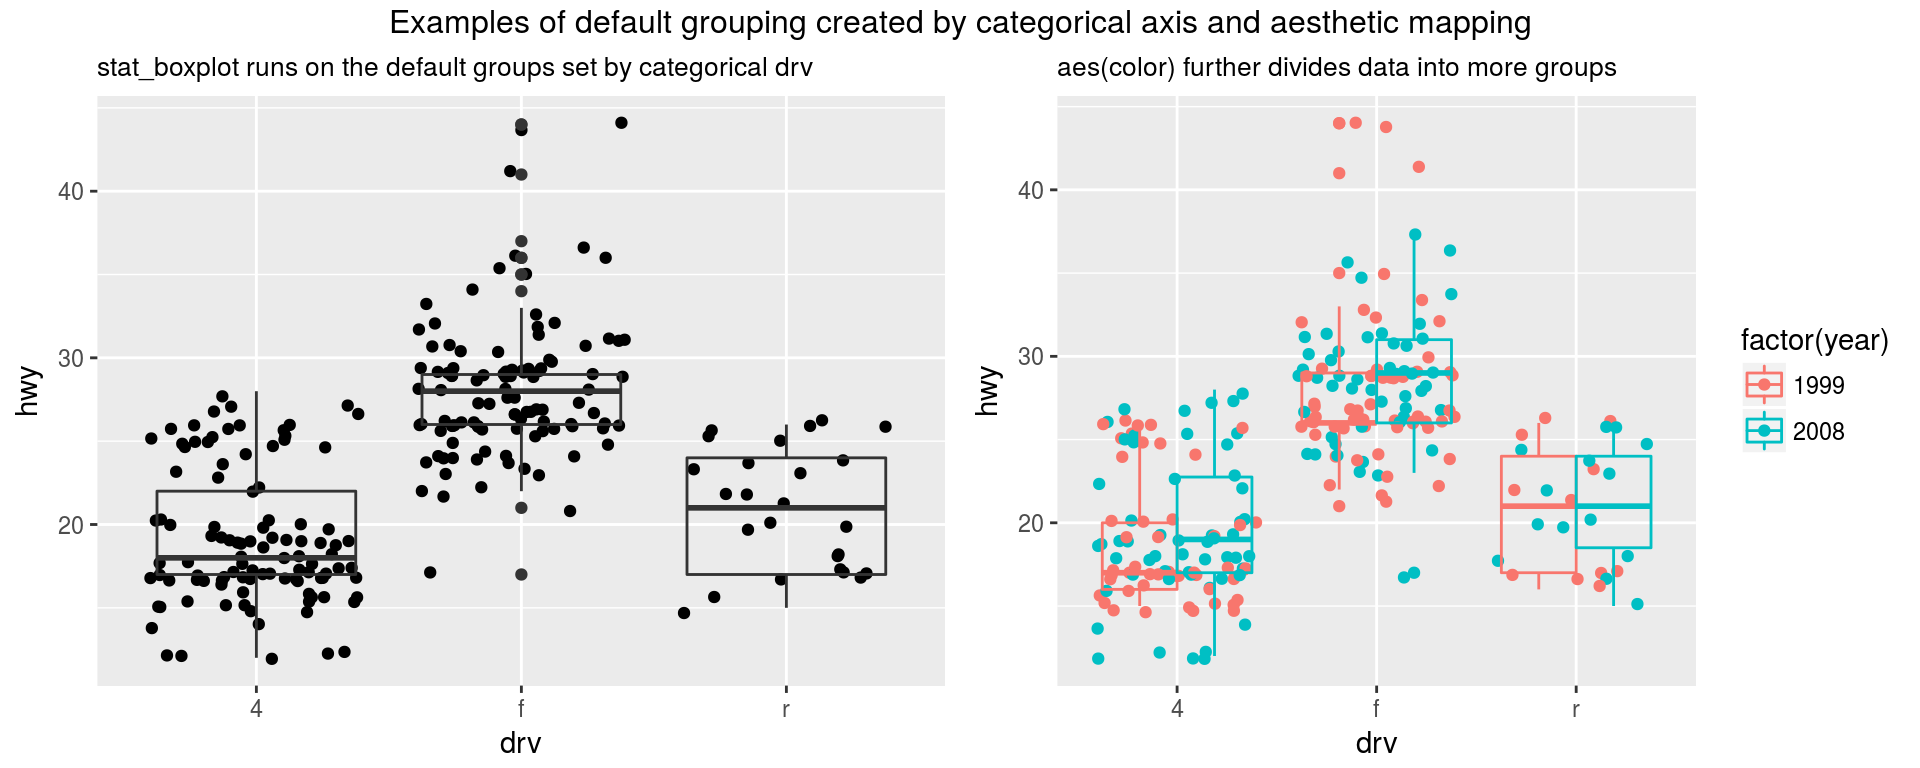 Examples of default grouping created by categorical axis and aesthetic mapping
stat_boxplot runs on the default groups set by categorical drv
hwy
40
30
20
4 f r
drv
aes(color) further divides data into more groups
hwy
40
30
20
4 f r
drv
factor(year)
1999
2008